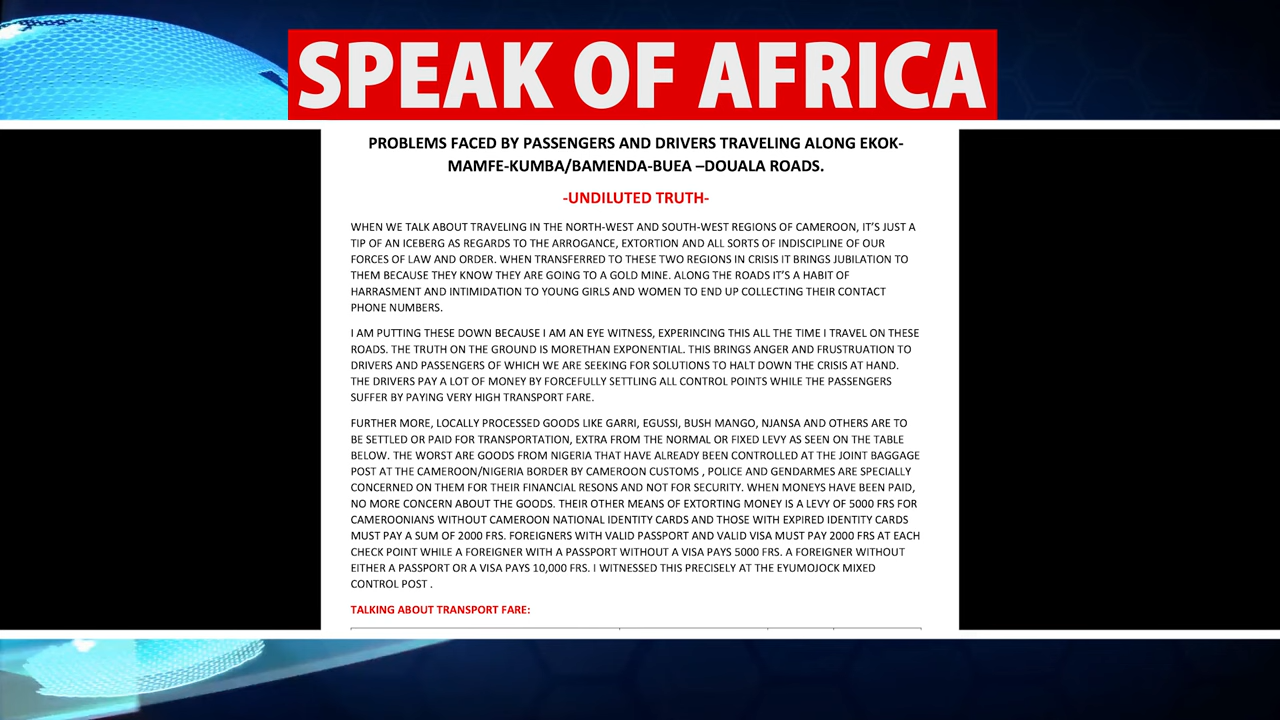 SPEAK OF AFRICA
PROBLEMS FACED BY PASSENGERS AND DRIVERS TRAVELING ALONG EKOK-
MAMFE-KUMBA/BAMENDA-BUEA –DOUALA ROADS.
-UNDILUTED TRUTH-
WHEN WE TALK ABOUT TRAVELING IN THE NORTH-WEST AND SOUTH-WEST REGIONS OF CAMEROON, IT'S JUST A
TIP OF AN ICEBERG AS REGARDS TO THE ARROGANCE, EXTORTION AND ALL SORTS OF INDISCIPLINE OF OUR
FORCES OF LAW AND ORDER. WHEN TRANSFERRED TO THESE TWO REGIONS IN CRISIS IT BRINGS JUBILATION TO
THEM BECAUSE THEY KNOW THEY ARE GOING TO A GOLD MINE. ALONG THE ROADS IT'S A HABIT OF
HARRASMENT AND INTIMIDATION TO YOUNG GIRLS AND WOMEN TO END UP COLLECTING THEIR CONTACT
PHONE NUMBERS.
I AM PUTTING THESE DOWN BECAUSE I AM AN EYE WITNESS, EXPERINCING THIS ALL THE TIME I TRAVEL ON THESE
ROADS. THE TRUTH ON THE GROUND IS MORETHAN EXPONENTIAL. THIS BRINGS ANGER AND FRUSTRUATION TO
DRIVERS AND PASSENGERS OF WHICH WE ARE SEEKING FOR SOLUTIONS TO HALT DOWN THE CRISIS AT HAND.
THE DRIVERS PAY A LOT OF MONEY BY FORCEFULLY SETTLING ALL CONTROL POINTS WHILE THE PASSENGERS
SUFFER BY PAYING VERY HIGH TRANSPORT FARE.
FURTHER MORE, LOCALLY PROCESSED GOODS LIKE GARRI, EGUSSI, BUSH MANGO, NJANSA AND OTHERS ARE TO
BE SETTLED OR PAID FOR TRANSPORTATION, EXTRA FROM THE NORMAL OR FIXED LEVY AS SEEN ON THE TABLE
BELOW. THE WORST ARE GOODS FROM NIGERIA THAT HAVE ALREADY BEEN CONTROLLED AT THE JOINT BAGGAGE
POST AT THE CAMEROON/NIGERIA BORDER BY CAMEROON CUSTOMS , POLICE AND GENDARMES ARE SPECIALLY
CONCERNED ON THEM FOR THEIR FINANCIAL RESONS AND NOT FOR SECURITY. WHEN MONEYS HAVE BEEN PAID,
NO MORE CONCERN ABOUT THE GOODS. THEIR OTHER MEANS OF EXTORTING MONEY IS A LEVY OF 5000 FRS FOR
CAMEROONIANS WITHOUT CAMEROON NATIONAL IDENTITY CARDS AND THOSE WITH EXPIRED IDENTITY CARDS
MUST PAY A SUM OF 2000 FRS. FOREIGNERS WITH VALID PASSPORT AND VALID VISA MUST PAY 2000 FRS AT EACH
CHECK POINT WHILE A FOREIGNER WITH A PASSPORT WITHOUT A VISA PAYS 5000 FRS. A FOREIGNER WITHOUT
EITHER A PASSPORT OR A VISA PAYS 10,000 FRS. I WITNESSED THIS PRECISELY AT THE EYUMOJOCK MIXED
CONTROL POST .
TALKING ABOUT TRANSPORT FARE: